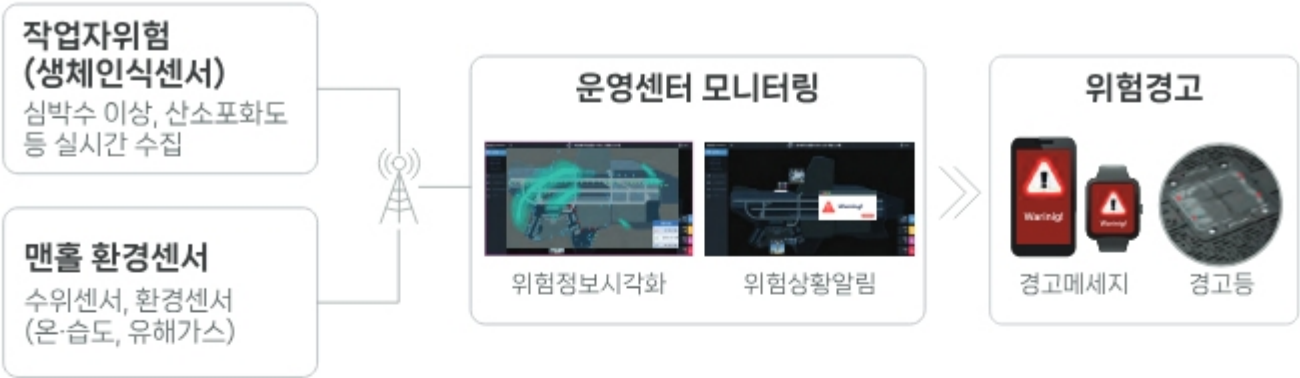 작업자위험
(생체인식센서)
심박수 이상, 산소포화도
등 실시간 수집
맨홀 환경센서
수위센서, 환경센서
(온·습도, 유해가스)
운영센터 모니터링
Warning!
위험정보시각화
위험상황알림
위험경고
Warinig!
Warinig!
경고메세지
경고등